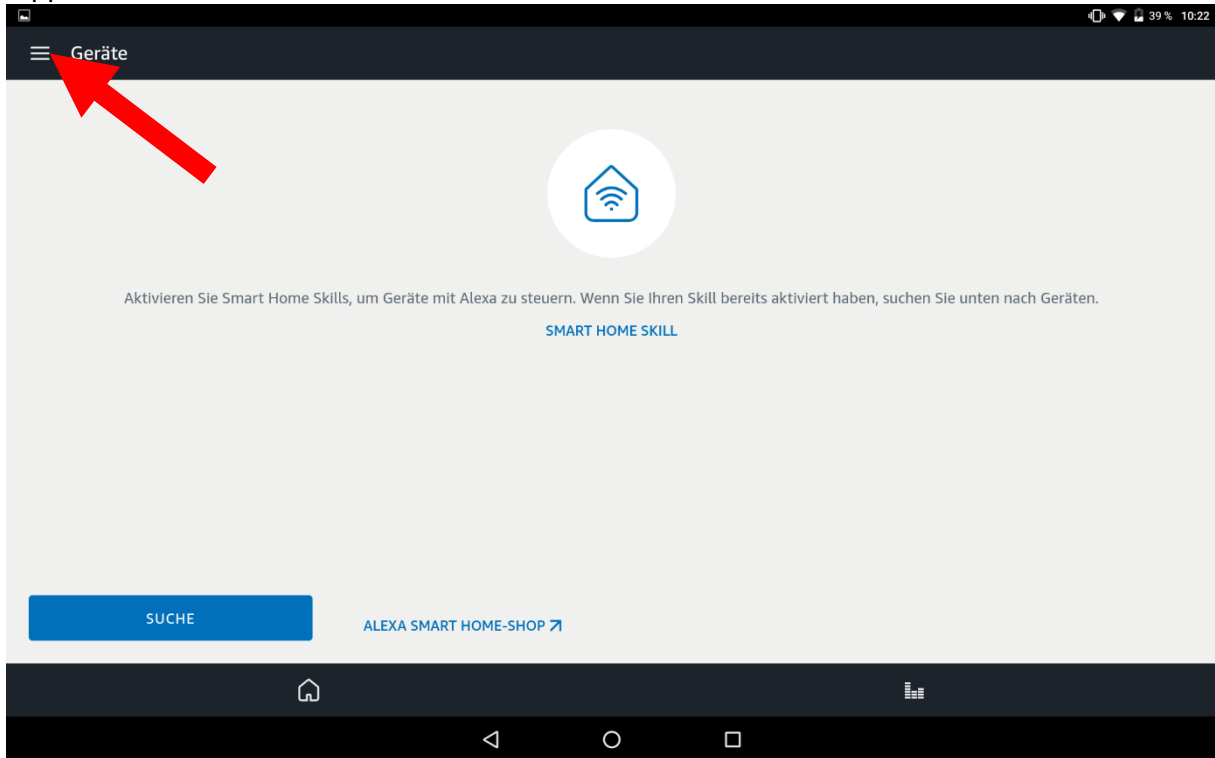 39 % 10:22
Geräte
Aktivieren Sie Smart Home Skills, um Geräte mit Alexa zu steuern. Wenn Sie Ihren Skill bereits aktiviert haben, suchen Sie unten nach Geräten.
SMART HOME SKILL
SUCHE
ALEXA SMART HOME-SHOP